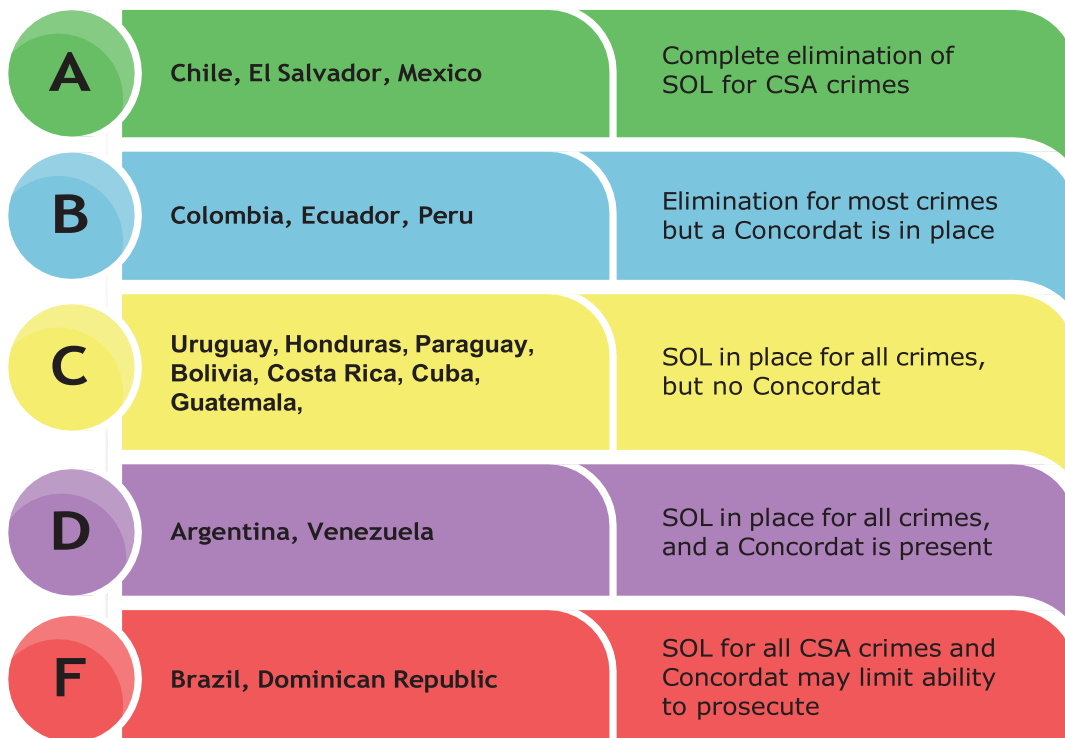 A
Chile, El Salvador, Mexico
Complete elimination of
SOL for CSA crimes
B
Colombia, Ecuador, Peru
Elimination for most crimes
but a Concordat is in place
C
Uruguay, Honduras, Paraguay,
Bolivia, Costa Rica, Cuba,
Guatemala,
SOL in place for all crimes,
but no Concordat
D
Argentina, Venezuela
SOL in place for all crimes,
and a Concordat is present
F
Brazil, Dominican Republic
SOL for all CSA crimes and
Concordat may limit ability
to prosecute